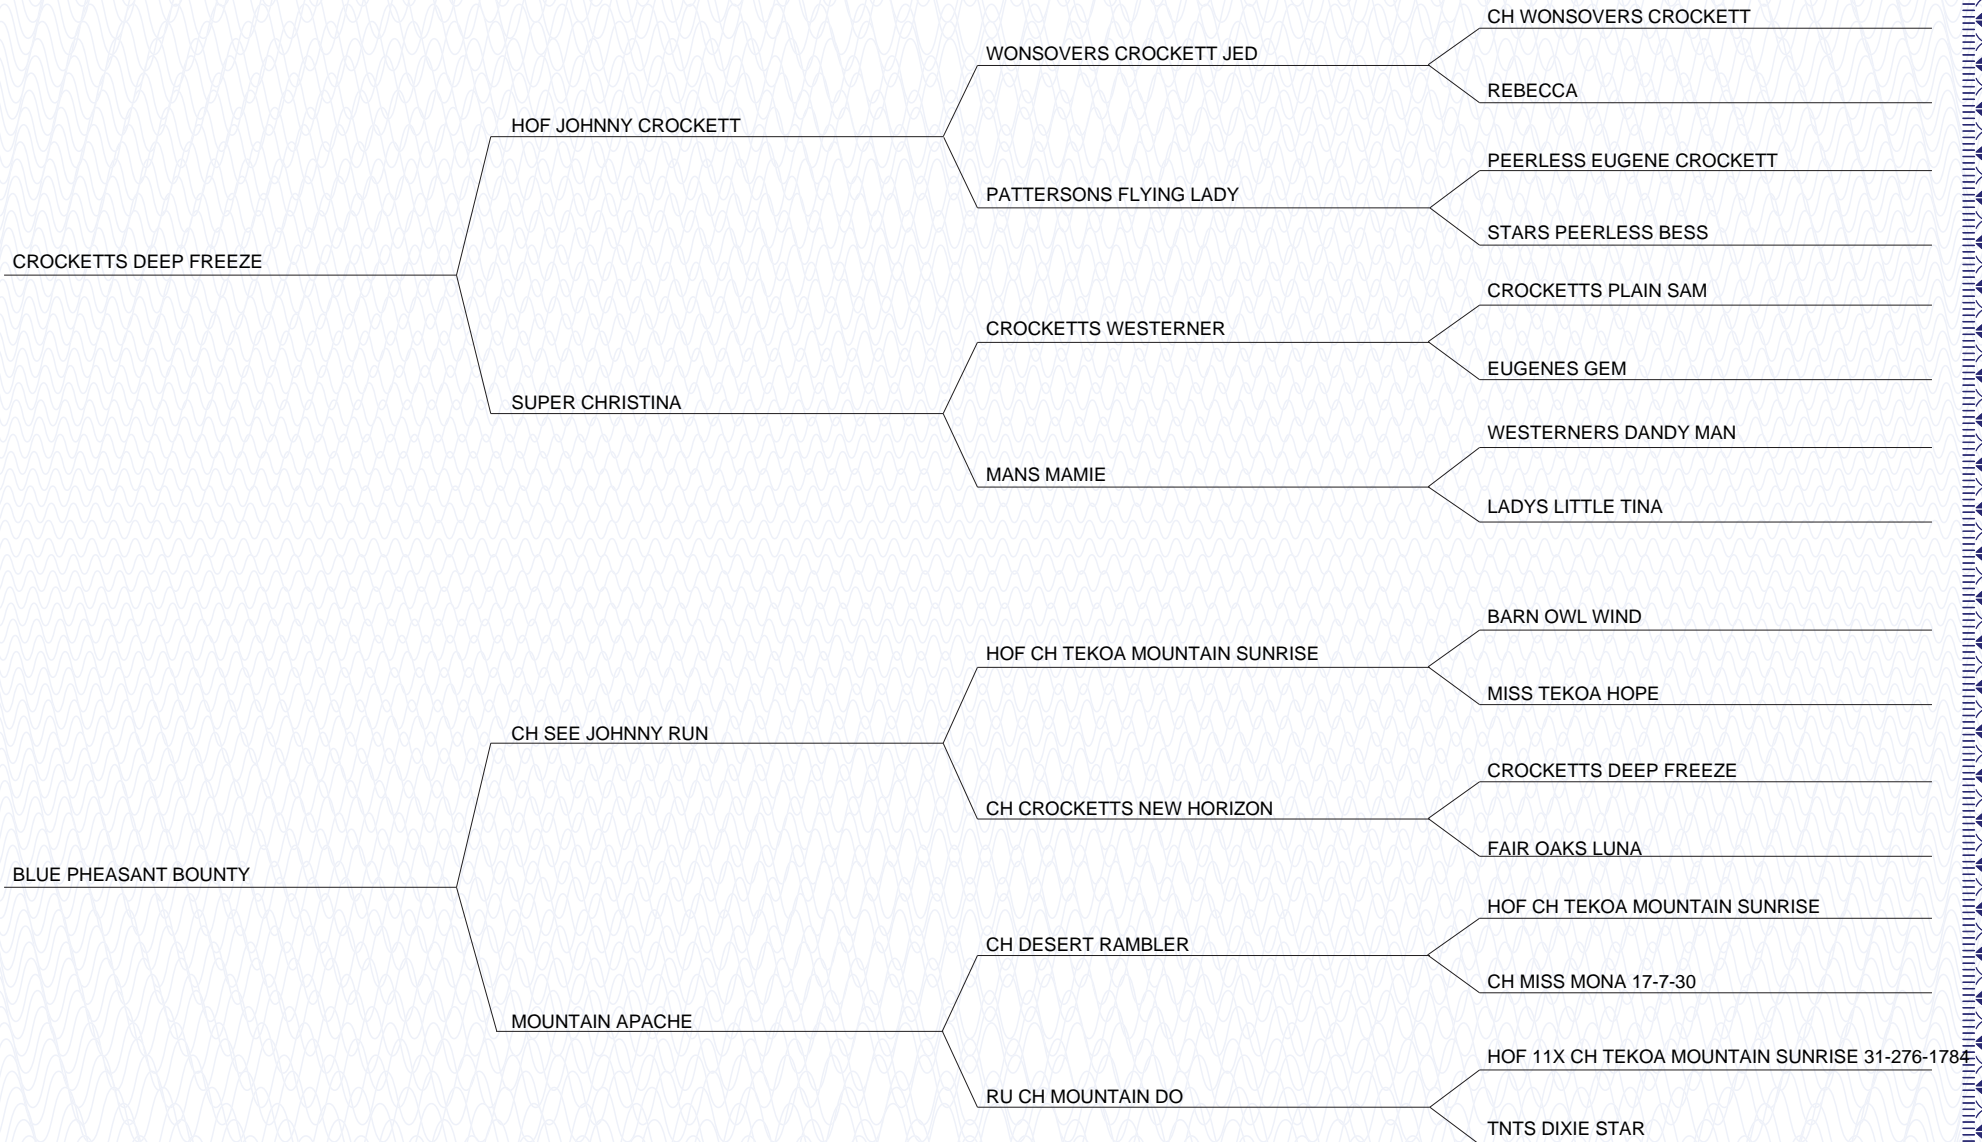 CH WONSOVERS CROCKETT
WONSOVERS CROCKETT JED
REBECCA
HOF JOHNNY CROCKETT
PEERLESS EUGENE CROCKETT
PATTERSONS FLYING LADY
STARS PEERLESS BESS
CROCKETTS DEEP FREEZE
CROCKETTS PLAIN SAM
CROCKETTS WESTERNER
EUGENES GEM
SUPER CHRISTINA
WESTERNERS DANDY MAN
MANS MAMIE
LADYS LITTLE TINA
BARN OWL WIND
HOF CH TEKOA MOUNTAIN SUNRISE
MISS TEKOA HOPE
CH SEE JOHNNY RUN
CROCKETTS DEEP FREEZE
CH CROCKETTS NEW HORIZON
FAIR OAKS LUNA
BLUE PHEASANT BOUNTY
HOF CH TEKOA MOUNTAIN SUNRISE
CH DESERT RAMBLER
CH MISS MONA 17-7-30
MOUNTAIN APACHE
HOF 11X CH TEKOA MOUNTAIN SUNRISE 31-276-1784
RU CH MOUNTAIN DO
TNTS DIXIE STAR